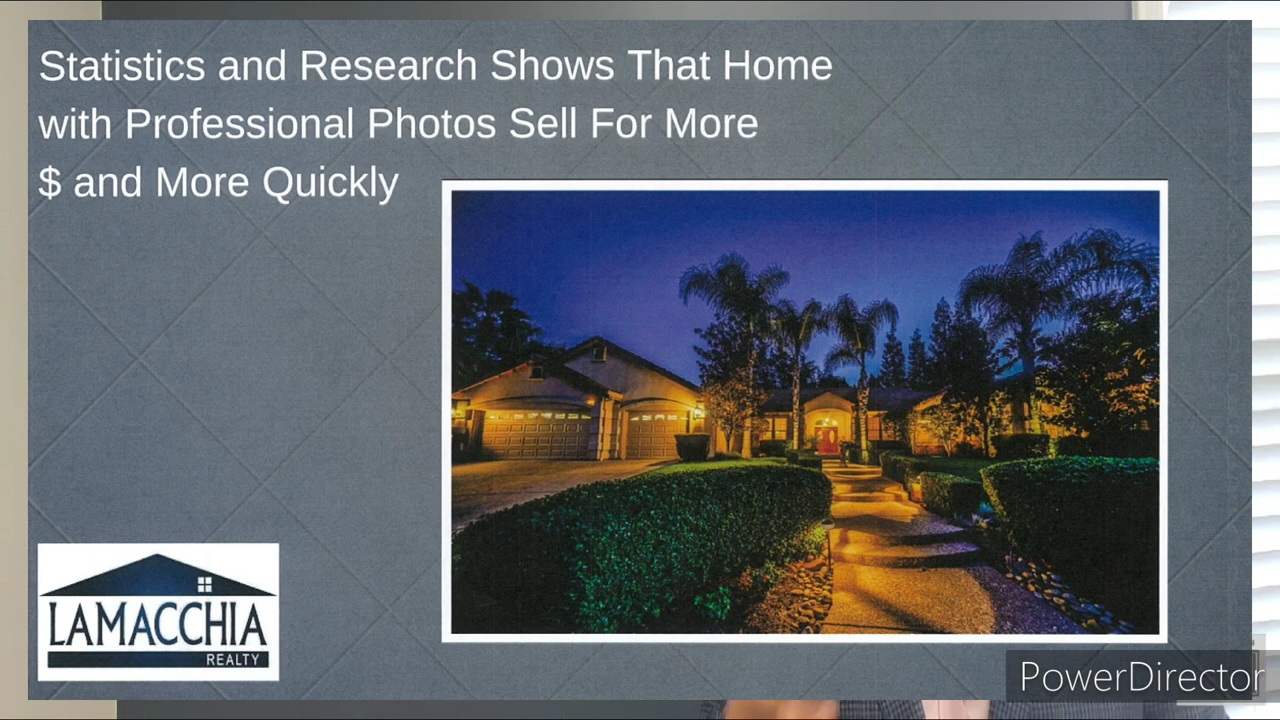 Statistics and Research Shows That Home
with Professional Photos Sell For More
$ and More Quickly
LAMACCHIA
REALTY
PowerDirector